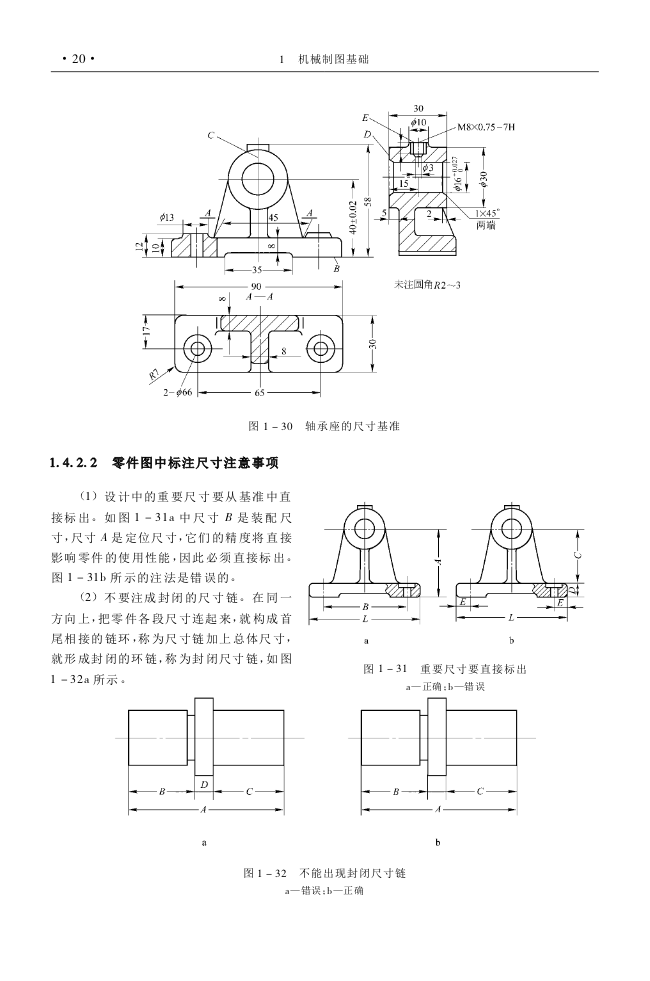 · 20 ·
1 机械制图基础
30
E
φ10
M8×0.75-7H
C
D
φ3
φ16 +0.027 0
φ30
15
58
40±0.02
φ13
A
45
A
5
2
1×45°
两端
12
10
8
35
B
90
未注圆角R2~3
A—A
8
17
8
30
R7
2-φ66
65
图 1-30 轴承座的尺寸基准
1.4.2.2 零件图中标注尺寸注意事项
(1) 设计中的重要尺寸要从基准中直
接标出。如图 1-31a 中尺寸 B 是装配尺
寸,尺寸 A 是定位尺寸,它们的精度将直接
影响零件的使用性能,因此必须直接标出。
图 1-31b 所示的注法是错误的。
(2) 不要注成封闭的尺寸链。在同一
方向上,把零件各段尺寸连起来,就构成首
尾相接的链环,称为尺寸链加上总体尺寸,
就形成封闭的环链,称为封闭尺寸链,如图
1-32a 所示。
A
C
D
B
E
E
L
L
a
b
图 1-31 重要尺寸要直接标出
a—正确;b—错误
B
D
C
B
C
A
A
a
b
图 1-32 不能出现封闭尺寸链
a—错误;b—正确